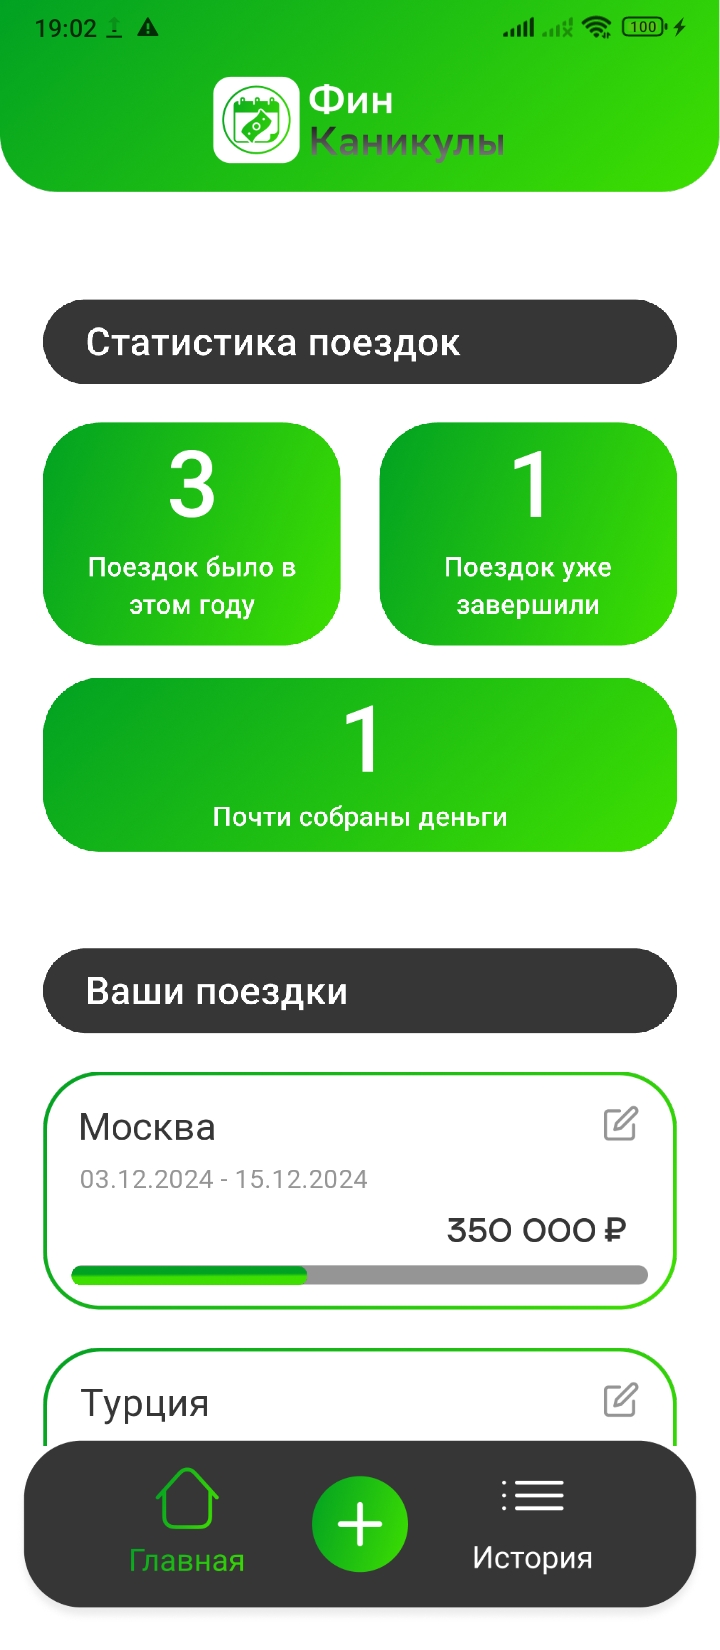 19:02
100
Фин
Каникулы
Статистика поездок
3
Поездок было в
этом году
1
Поездок уже
завершили
1
Почти собраны деньги
Ваши поездки
Москва
03.12.2024 - 15.12.2024
350 000 ₽
Турция
Главная
История